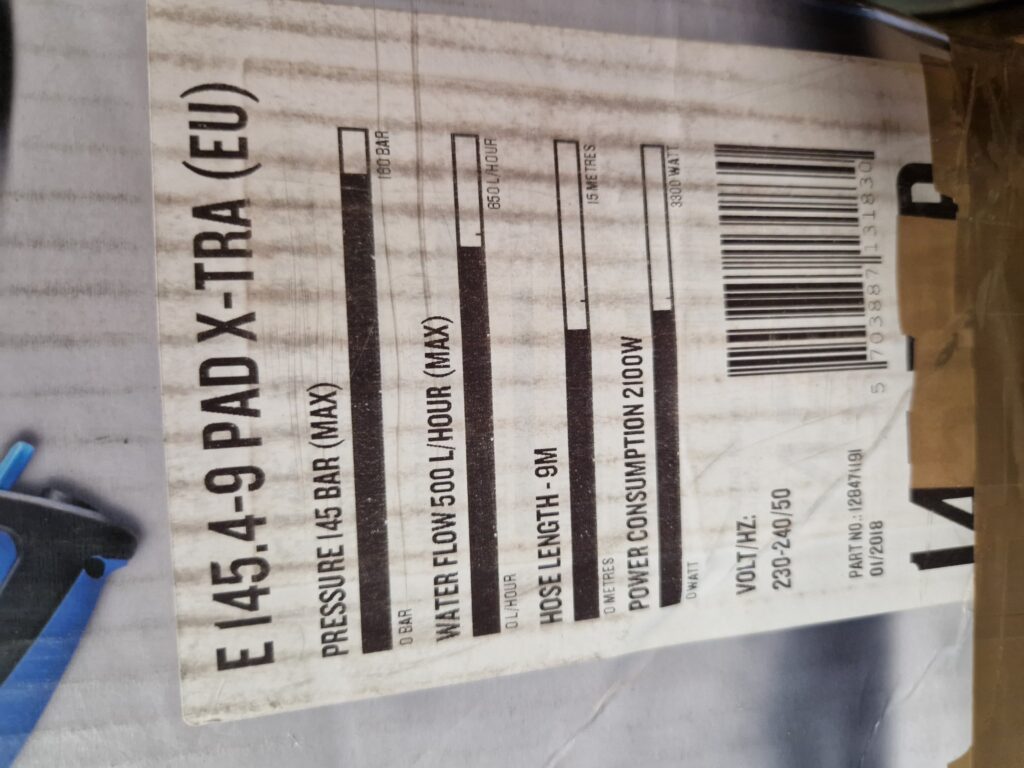 E 145.4-9 PAD X-TRA (EU)
PRESSURE 145 BAR (MAX)
0 BAR
160 BAR
WATER FLOW 500 L/HOUR (MAX)
0 L/HOUR
650 L/HOUR
HOSE LENGTH - 9M
0 METRES
15 METRES
POWER CONSUMPTION 2100W
0 WATT
3300 WATT
VOLT/HZ:
230-240/50
5 703887 131830
PART NO.: 128471191
01/2018